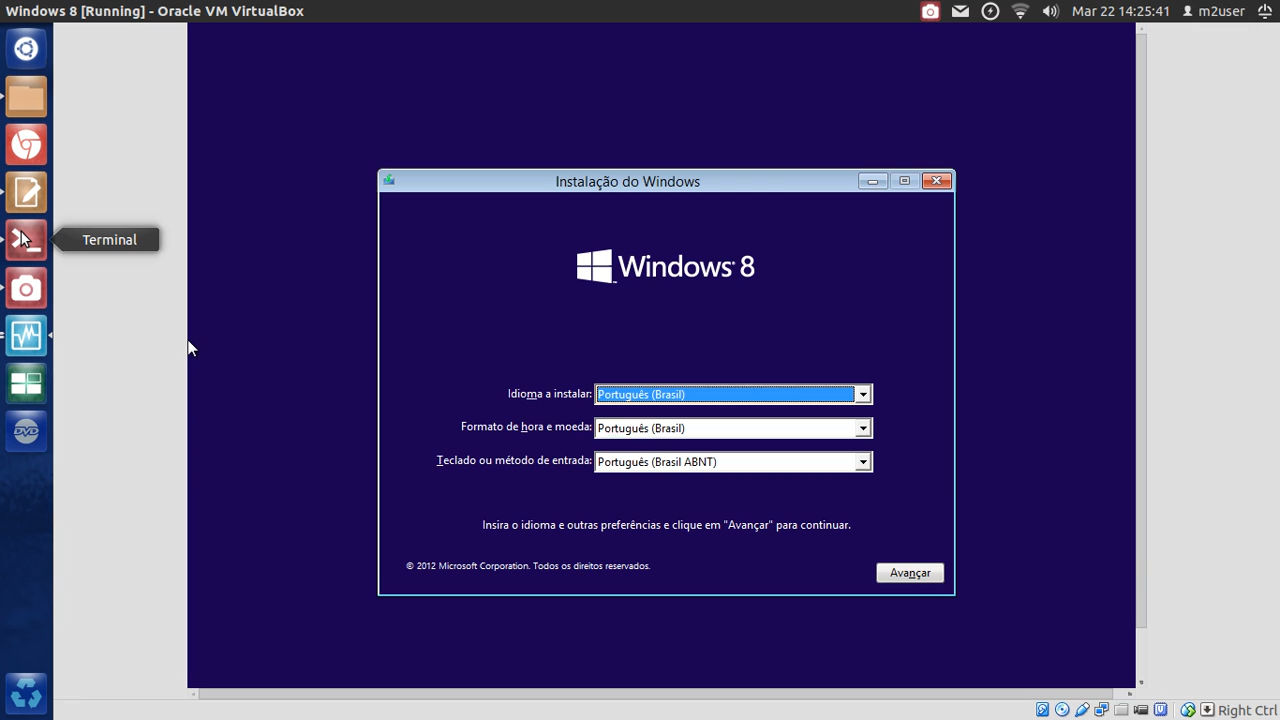 Windows 8 [Running] - Oracle VM VirtualBox
Mar 22 14:25:41
m2user
Instalação do Windows
Terminal
Windows 8
Idioma a instalar: Português (Brasil)
Formato de hora e moeda: Português (Brasil)
Teclado ou método de entrada: Português (Brasil ABNT)
Insira o idioma e outras preferências e clique em "Avançar" para continuar.
© 2012 Microsoft Corporation. Todos os direitos reservados.
Avançar
DVD
Right Ctrl